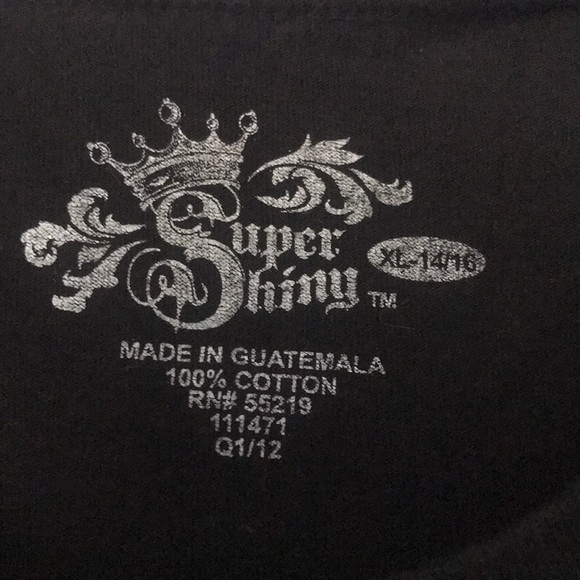 Super
Shiny ™
XL-14/16
MADE IN GUATEMALA
100% COTTON
RN# 55219
111471
Q1/12